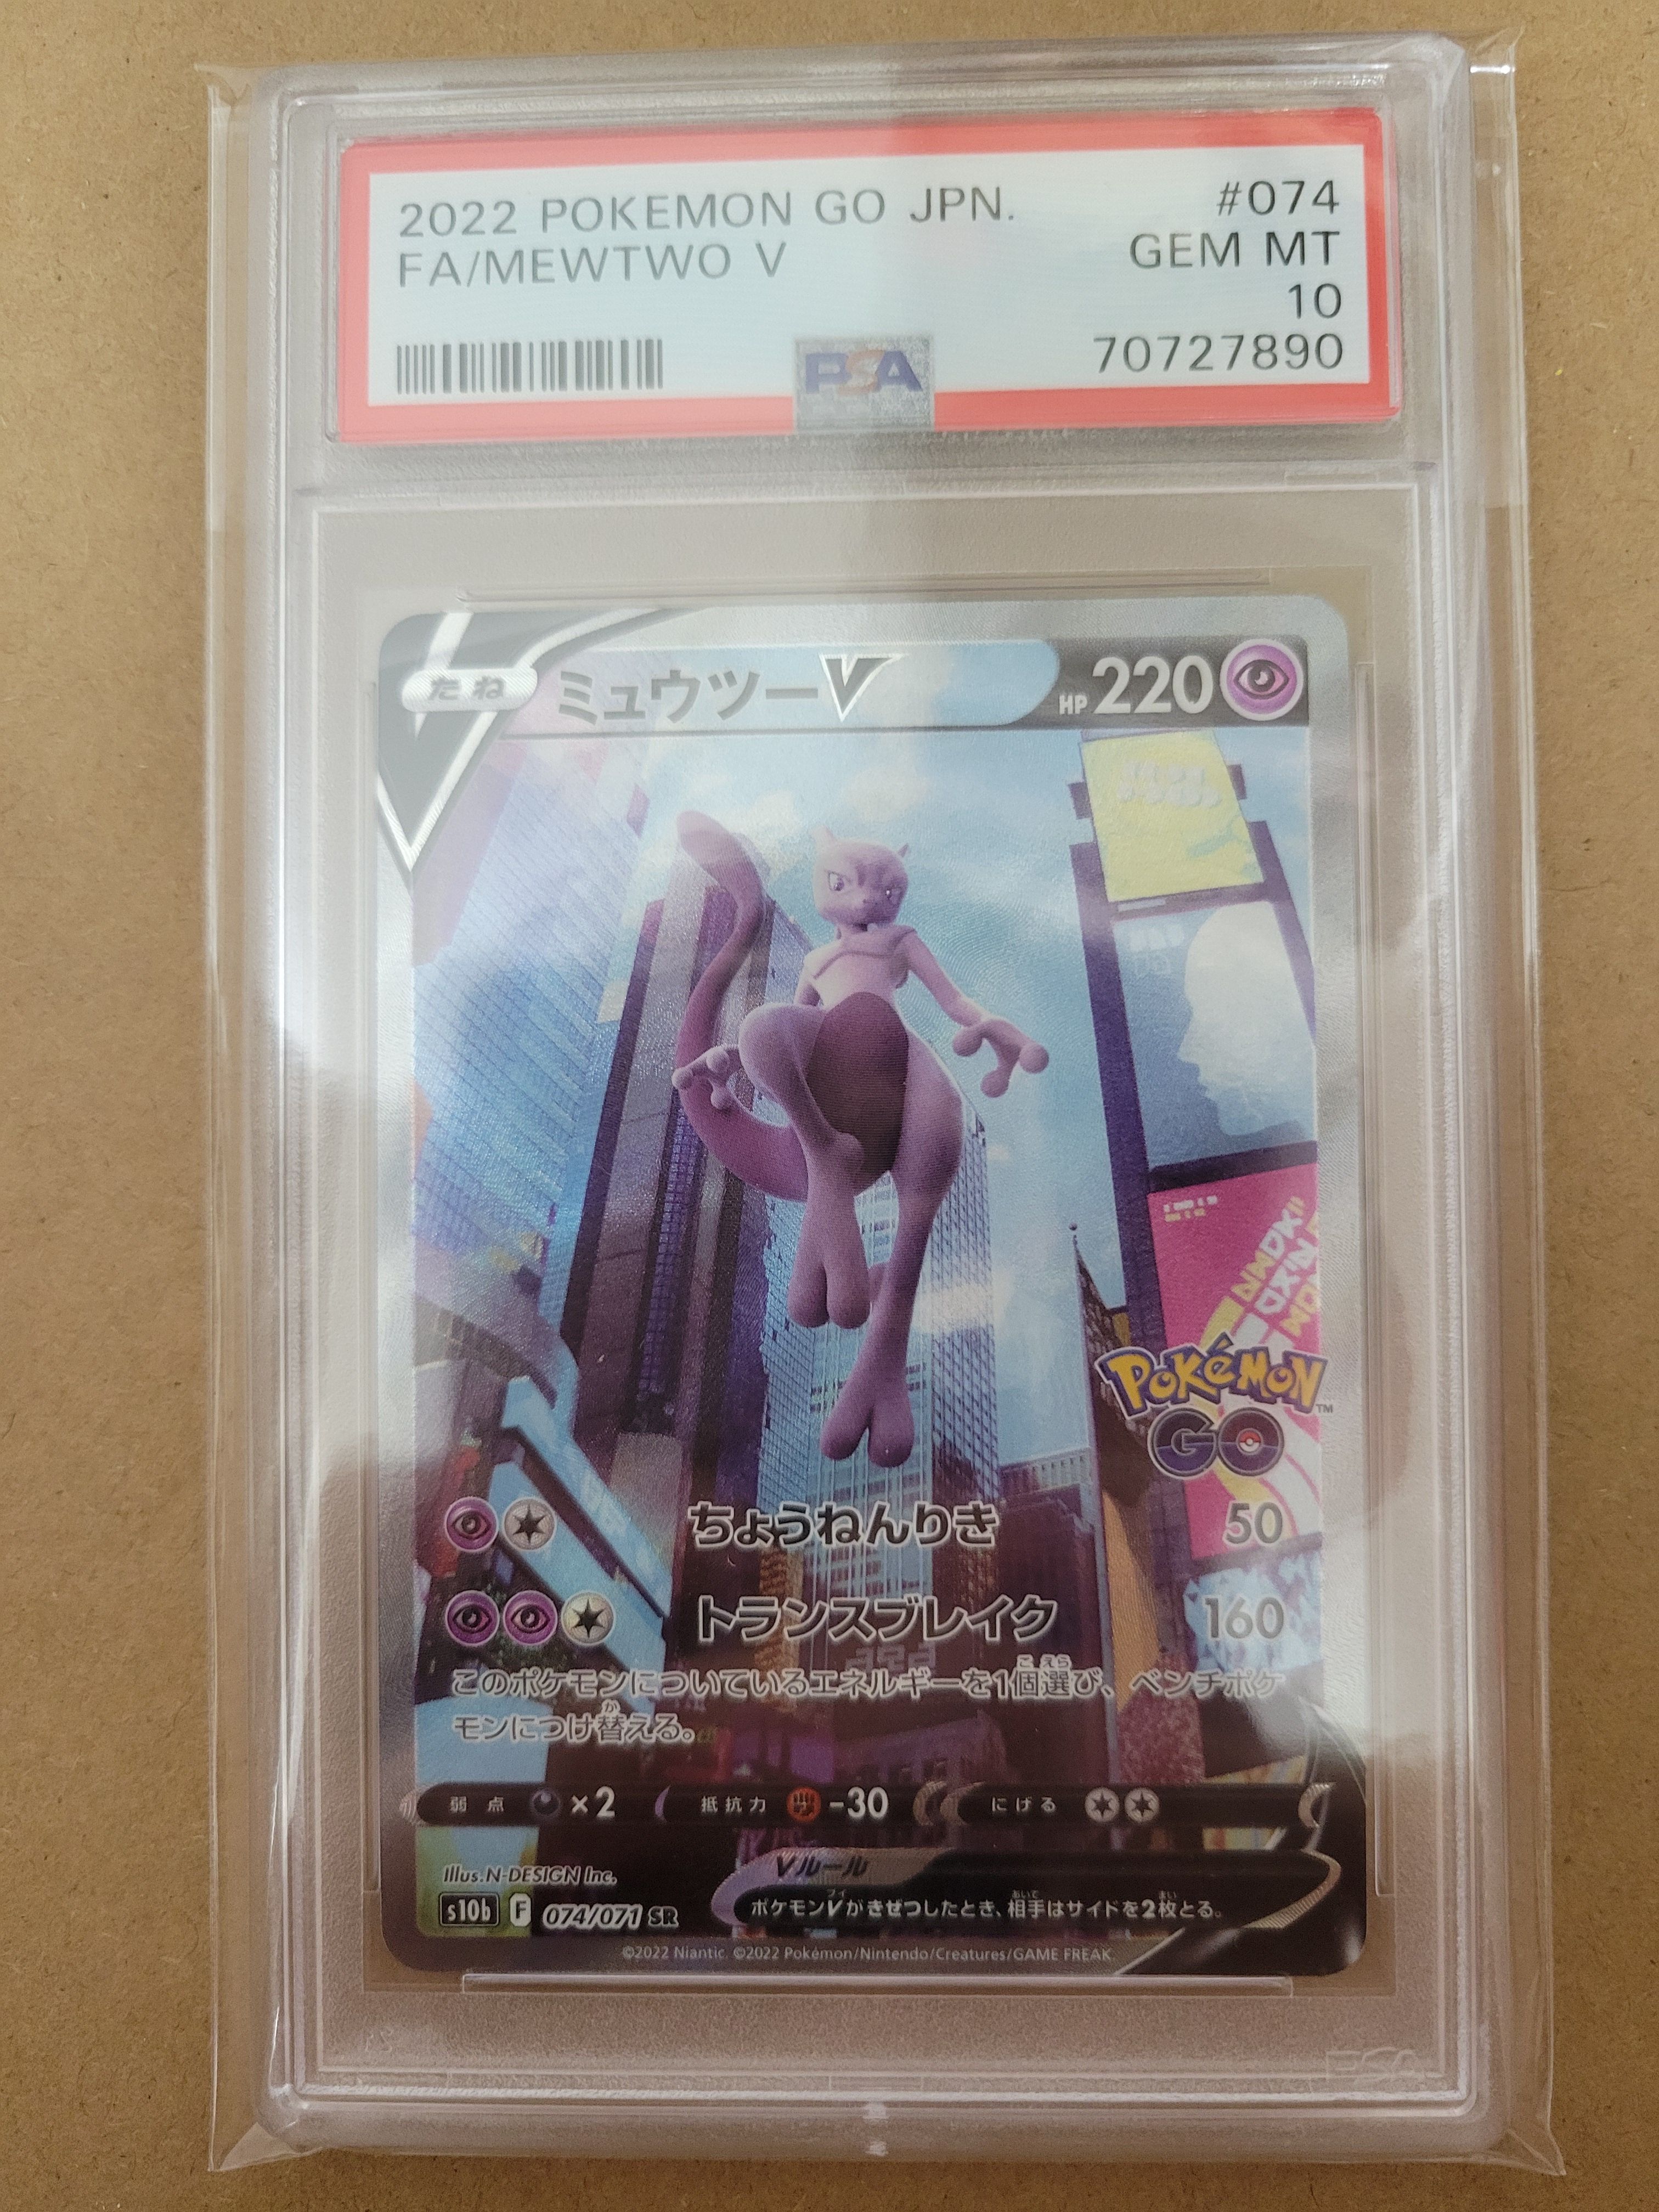 2022 POKEMON GO JPN. #074
FA/MEWTWO V GEM MT
10
PSA 70727890
たね ミュウツーV HP 220
POKéMON™
GO
ちょうねんりき 50
トランスブレイク 160
このポケモンについているエネルギーを1個選び、ベンチポケ
モンにつけ替える。
弱点 ×2 抵抗力 -30 にげる
Illus. N-DESIGN Inc.
Vルール
ポケモンVがきぜつしたとき、相手はサイドを2枚とる。
s10b F 074/071 SR
©2022 Niantic. ©2022 Pokémon/Nintendo/Creatures/GAME FREAK.
PSA